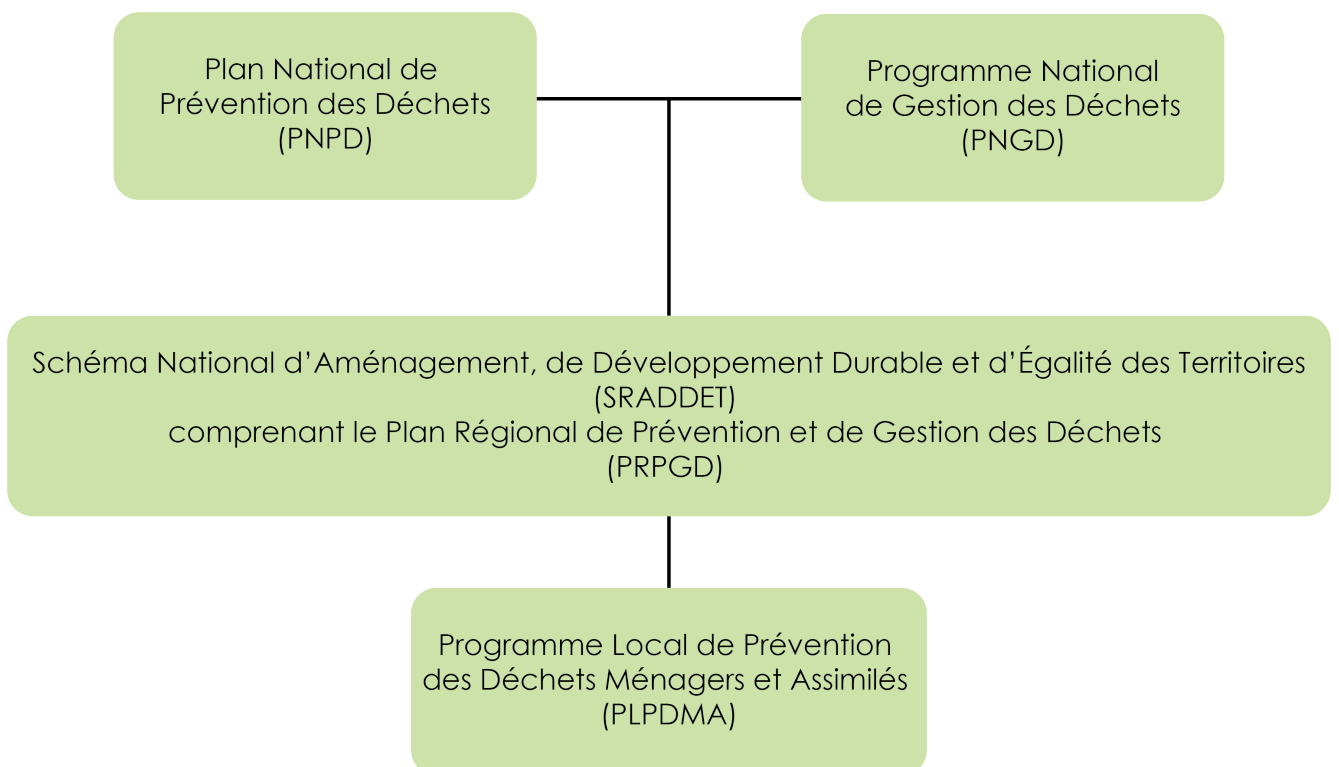 Plan National de
Prévention des Déchets
(PNPD)
Programme National
de Gestion des Déchets
(PNGD)
Schéma National d’Aménagement, de Développement Durable et d’Égalité des Territoires
(SRADDET)
comprenant le Plan Régional de Prévention et de Gestion des Déchets
(PRPGD)
Programme Local de Prévention
des Déchets Ménagers et Assimilés
(PLPDMA)